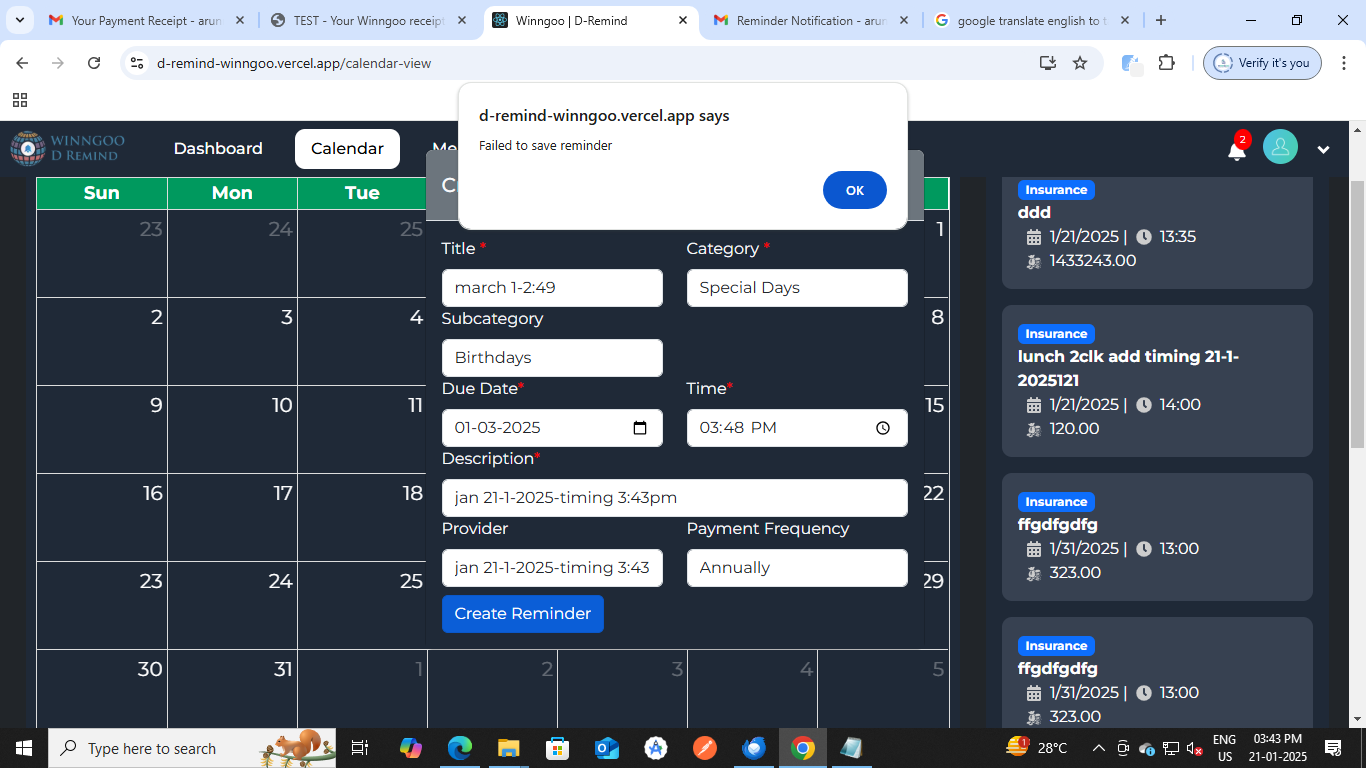 Your Payment Receipt - arun
TEST - Your Winngoo receipt
Winngoo | D-Remind
Reminder Notification - arun
google translate english to t
d-remind-winngoo.vercel.app/calendar-view
Verify it's you
d-remind-winngoo.vercel.app says
Failed to save reminder
OK
WINNGOO
D REMIND
Dashboard
Calendar
Me
2
Sun
Mon
Tue
23
24
25
1
2
3
4
8
9
10
11
15
16
17
18
22
23
24
25
29
30
31
1
2
3
4
5
Title *
Category *
march 1-2:49
Special Days
Subcategory
Birthdays
Due Date*
Time*
01-03-2025
03:48 PM
Description*
jan 21-1-2025-timing 3:43pm
Provider
Payment Frequency
jan 21-1-2025-timing 3:43
Annually
Create Reminder
Insurance
ddd
1/21/2025 | 13:35
1433243.00
Insurance
lunch 2clk add timing 21-1-
2025121
1/21/2025 | 14:00
120.00
Insurance
ffgdfgdfg
1/31/2025 | 13:00
323.00
Insurance
ffgdfgdfg
1/31/2025 | 13:00
323.00
Type here to search
1
28°C
ENG
US
03:43 PM
21-01-2025